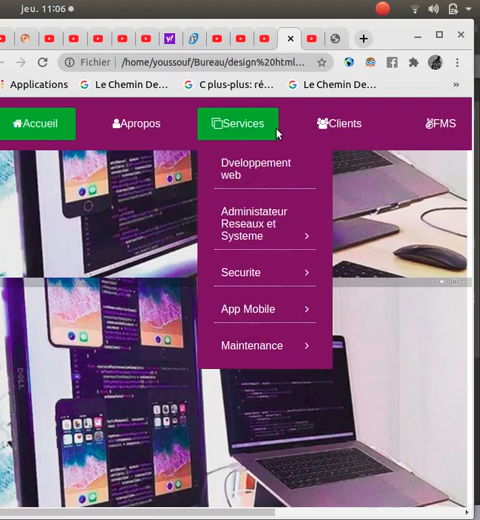 jeu. 11:06
Fichier | /home/youssouf/Bureau/design%20html...
Applications Le Chemin De... C plus-plus: ré... Le Chemin De... »
Accueil Apropos Services Clients FMS
Dveloppement
web
Administateur
Reseaux et
Systeme
Securite
App Mobile
Maintenance
DELL